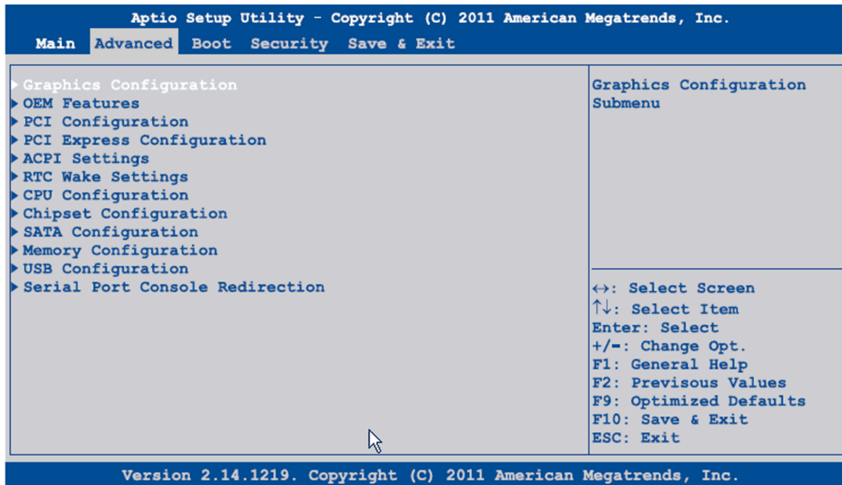 Aptio Setup Utility - Copyright (C) 2011 American Megatrends, Inc.
Main Advanced Boot Security Save & Exit
Graphics Configuration
OEM Features
PCI Configuration
PCI Express Configuration
ACPI Settings
RTC Wake Settings
CPU Configuration
Chipset Configuration
SATA Configuration
Memory Configuration
USB Configuration
Serial Port Console Redirection
Graphics Configuration
Submenu
↔: Select Screen
↑↓: Select Item
Enter: Select
+/-: Change Opt.
F1: General Help
F2: Previsous Values
F9: Optimized Defaults
F10: Save & Exit
ESC: Exit
Version 2.14.1219. Copyright (C) 2011 American Megatrends, Inc.